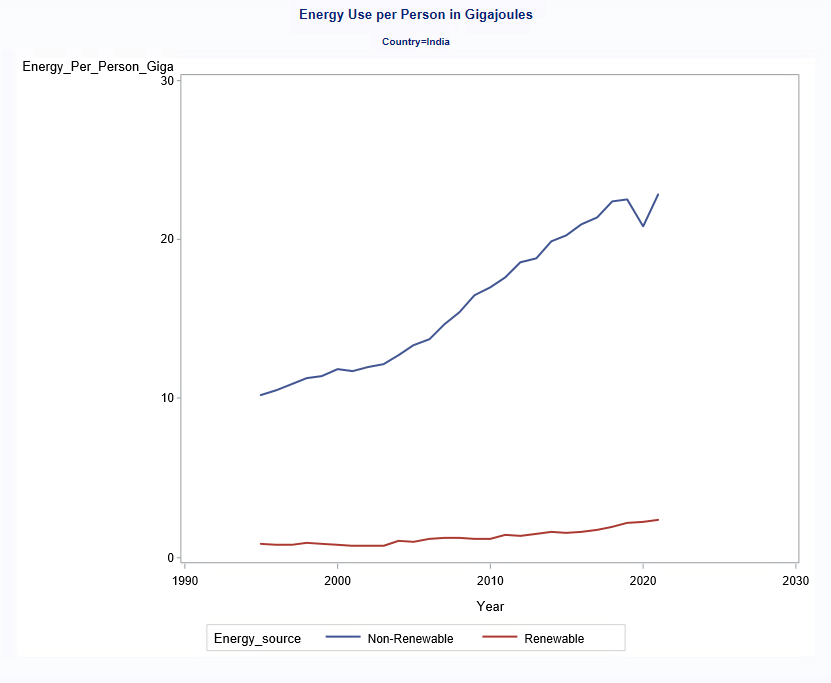 Energy Use per Person in Gigajoules
Country=India
Energy_Per_Person_Giga
30
20
10
0
1990 2000 2010 2020 2030
Year
Energy_source Non-Renewable Renewable